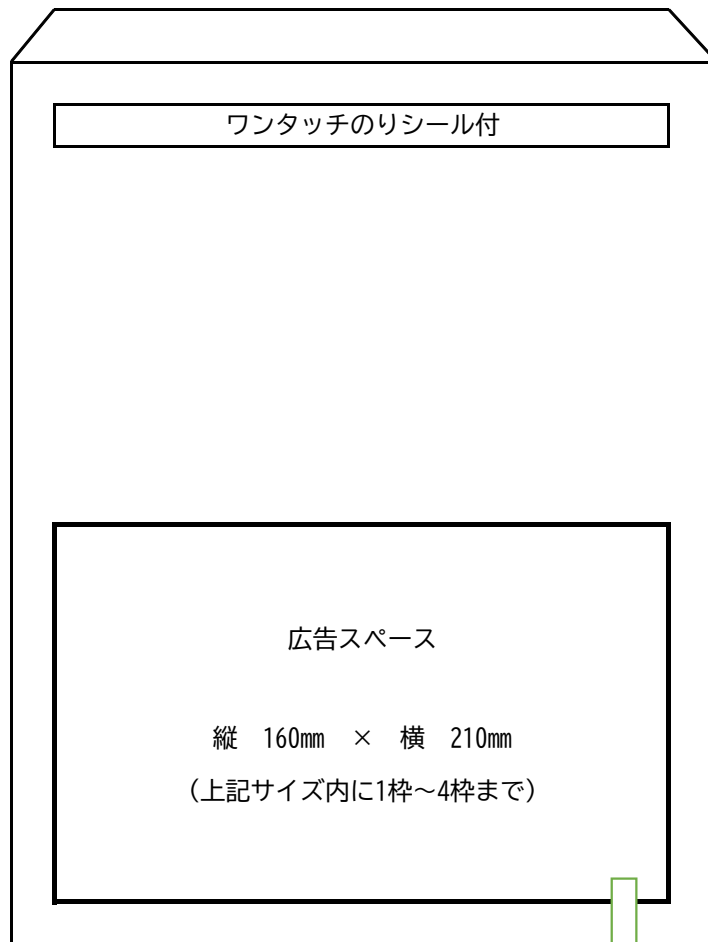 ワンタッチのりシール付
広告スペース
縦　160㎜　×　横　210㎜
（上記サイズ内に1枠～4枠まで）